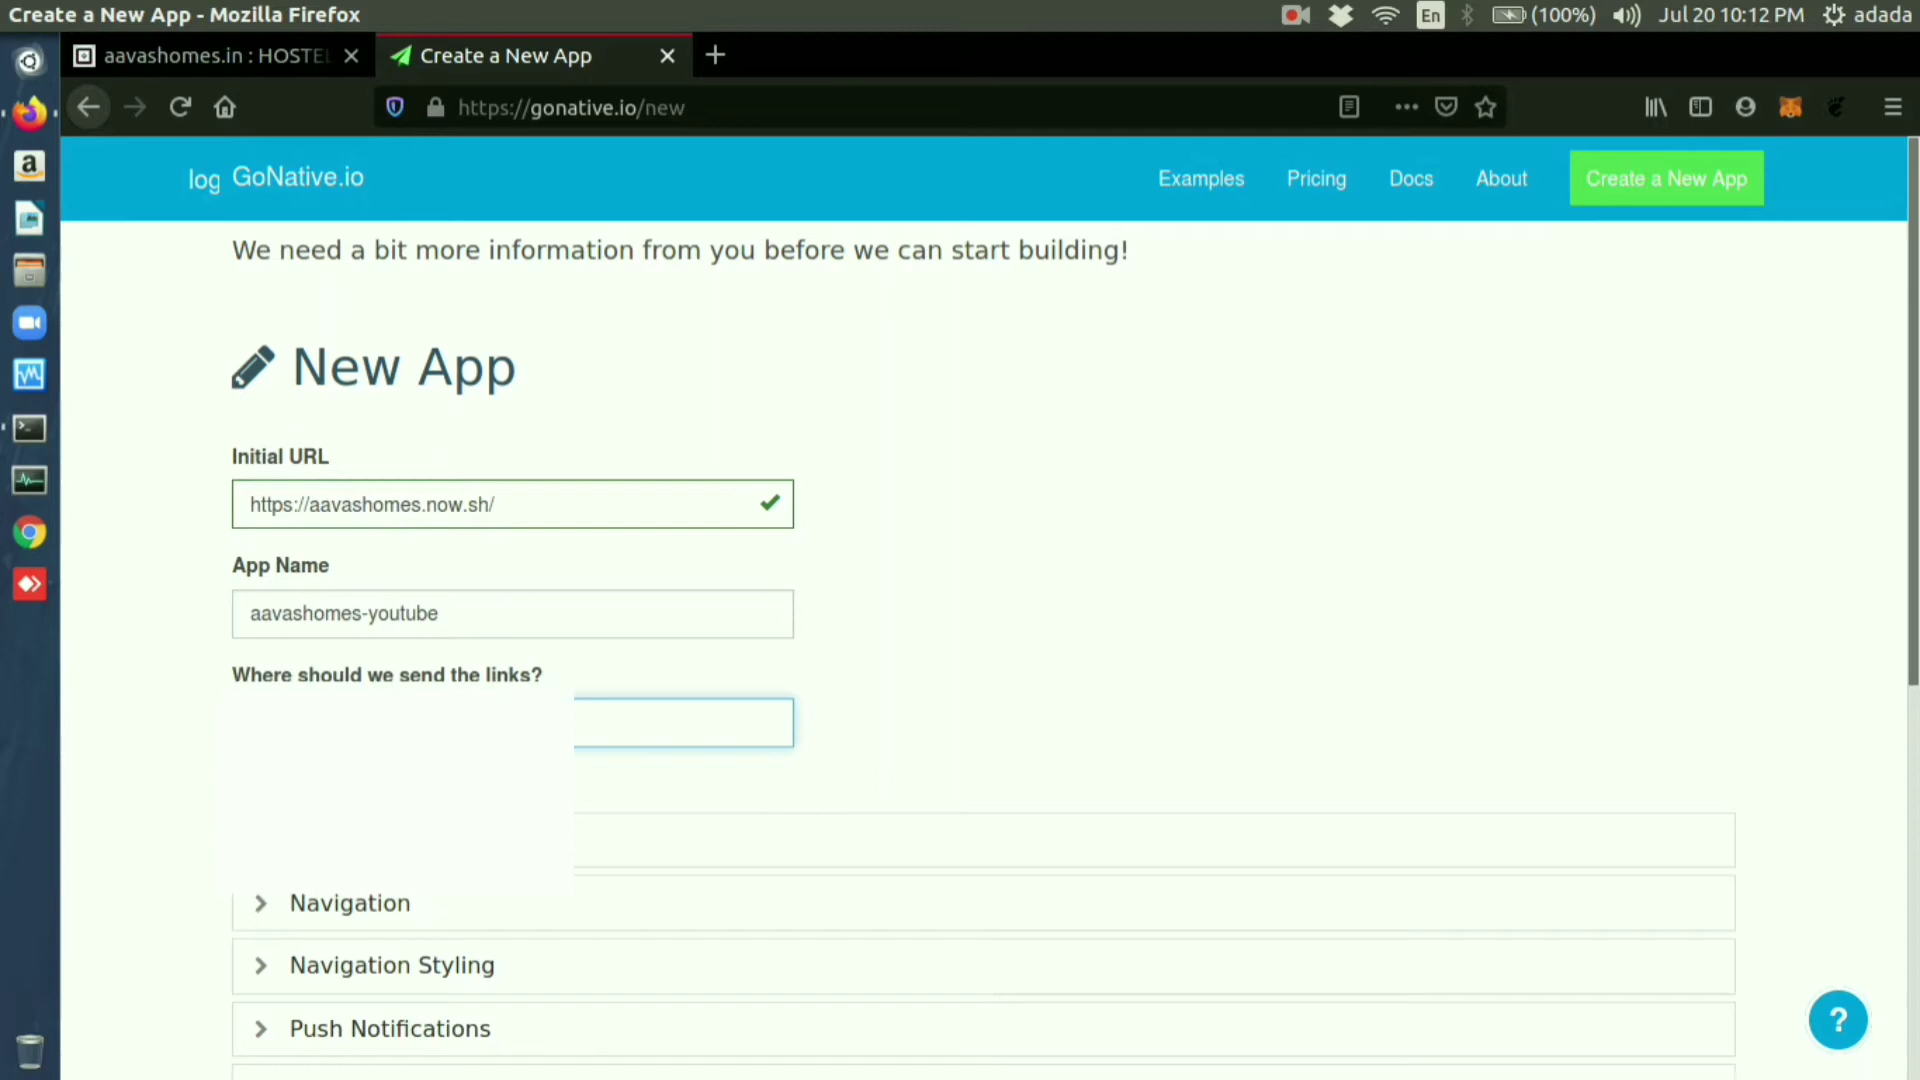 Create a New App - Mozilla Firefox
En
(100%)
Jul 20 10:12 PM
adada
aavashomes.in : HOSTEL
Create a New App
https://gonative.io/new
log GoNative.io
Examples
Pricing
Docs
About
Create a New App
We need a bit more information from you before we can start building!
New App
Initial URL
https://aavashomes.now.sh/
App Name
aavashomes-youtube
Where should we send the links?
Navigation
Navigation Styling
Push Notifications
?